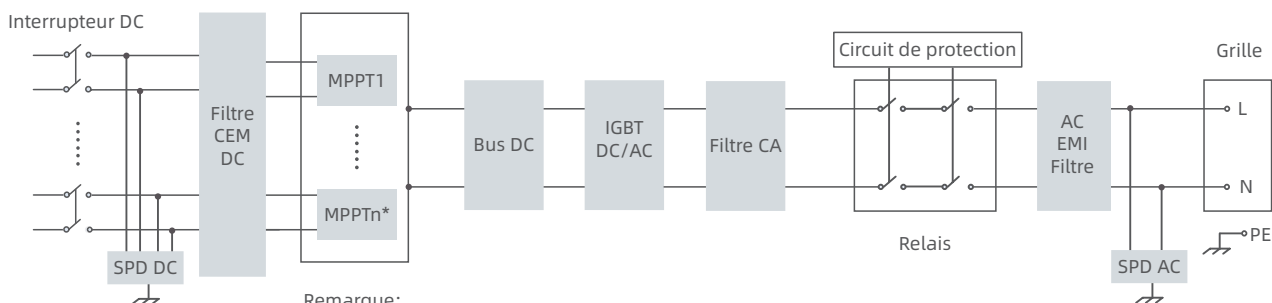 Interrupteur DC
SPD DC
Filtre
CEM
DC
MPPT1
MPPTn*
Bus DC
IGBT
DC/AC
Filtre CA
Circuit de protection
Relais
AC
EMI
Filtre
SPD AC
Grille
L
N
PE
Remarque: